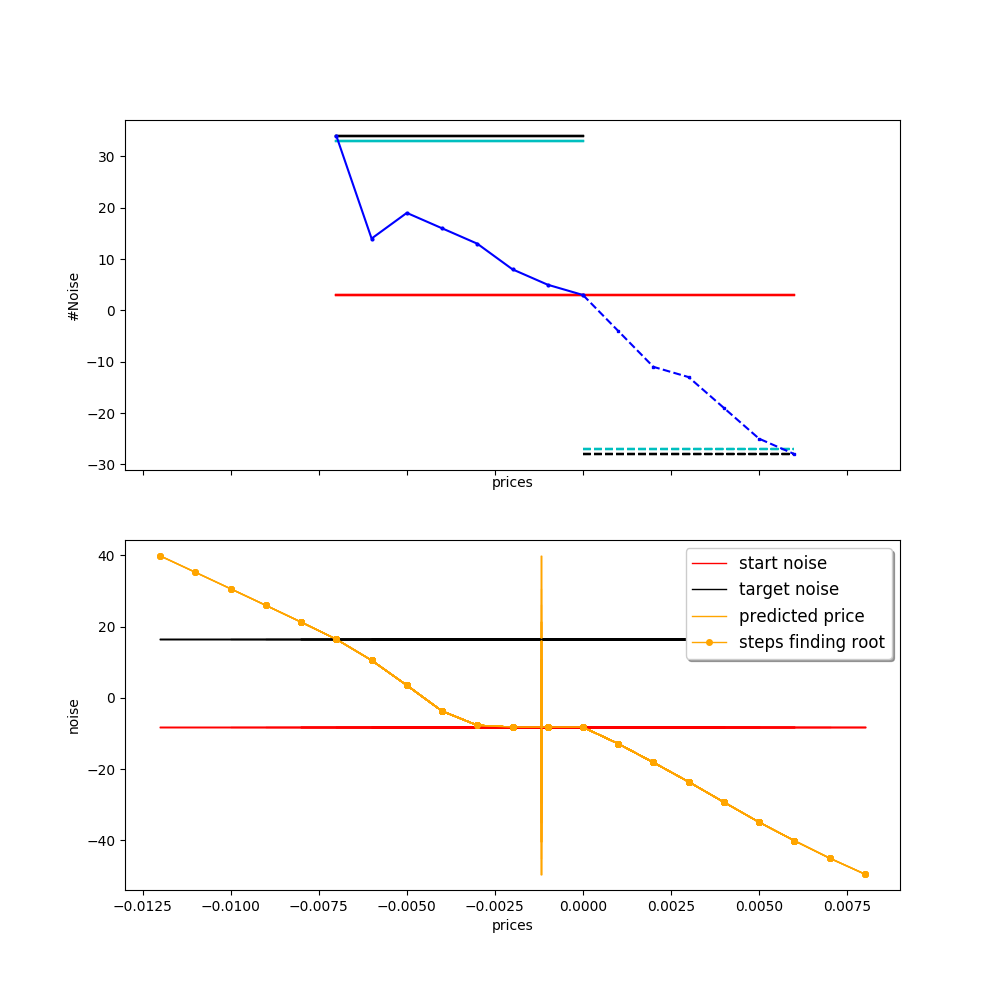 30
20
#Noise
10
0
−10
−20
−30
prices
40
start noise
target noise
20
predicted price
steps finding root
noise
0
−20
−40
−0.0125 −0.0100 −0.0075 −0.0050 −0.0025 0.0000 0.0025 0.0050 0.0075
prices